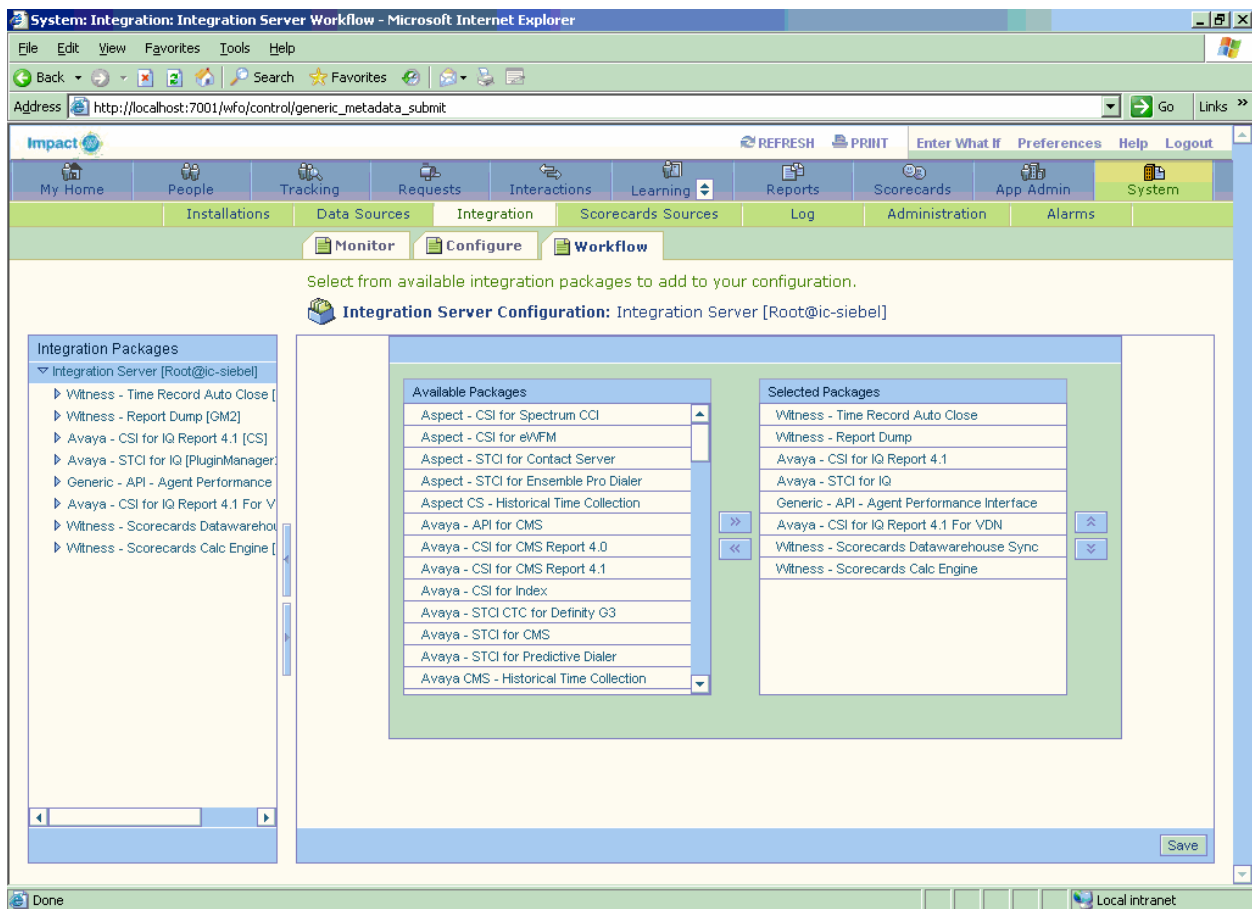 System: Integration: Integration Server Workflow - Microsoft Internet Explorer
File Edit View Favorites Tools Help
Back Search Favorites
Address http://localhost:7001/wfo/control/generic_metadata_submit Go Links »
Impact REFRESH PRINT Enter What If Preferences Help Logout
My Home People Tracking Requests Interactions Learning Reports Scorecards App Admin System
Installations Data Sources Integration Scorecards Sources Log Administration Alarms
Monitor Configure Workflow
Select from available integration packages to add to your configuration.
Integration Server Configuration: Integration Server [Root@ic-siebel]
Integration Packages
Integration Server [Root@ic-siebel]
Witness - Time Record Auto Close [
Witness - Report Dump [GM2]
Avaya - CSI for IQ Report 4.1 [CS]
Avaya - STCI for IQ [PluginManager
Generic - API - Agent Performance
Avaya - CSI for IQ Report 4.1 For V
Witness - Scorecards Datawarehou
Witness - Scorecards Calc Engine [
Available Packages
Aspect - CSI for Spectrum CCI
Aspect - CSI for eWFM
Aspect - STCI for Contact Server
Aspect - STCI for Ensemble Pro Dialer
Aspect CS - Historical Time Collection
Avaya - API for CMS
Avaya - CSI for CMS Report 4.0
Avaya - CSI for CMS Report 4.1
Avaya - CSI for Index
Avaya - STCI CTC for Definity G3
Avaya - STCI for CMS
Avaya - STCI for Predictive Dialer
Avaya CMS - Historical Time Collection
»
«
Selected Packages
Witness - Time Record Auto Close
Witness - Report Dump
Avaya - CSI for IQ Report 4.1
Avaya - STCI for IQ
Generic - API - Agent Performance Interface
Avaya - CSI for IQ Report 4.1 For VDN
Witness - Scorecards Datawarehouse Sync
Witness - Scorecards Calc Engine
Save
Done Local intranet